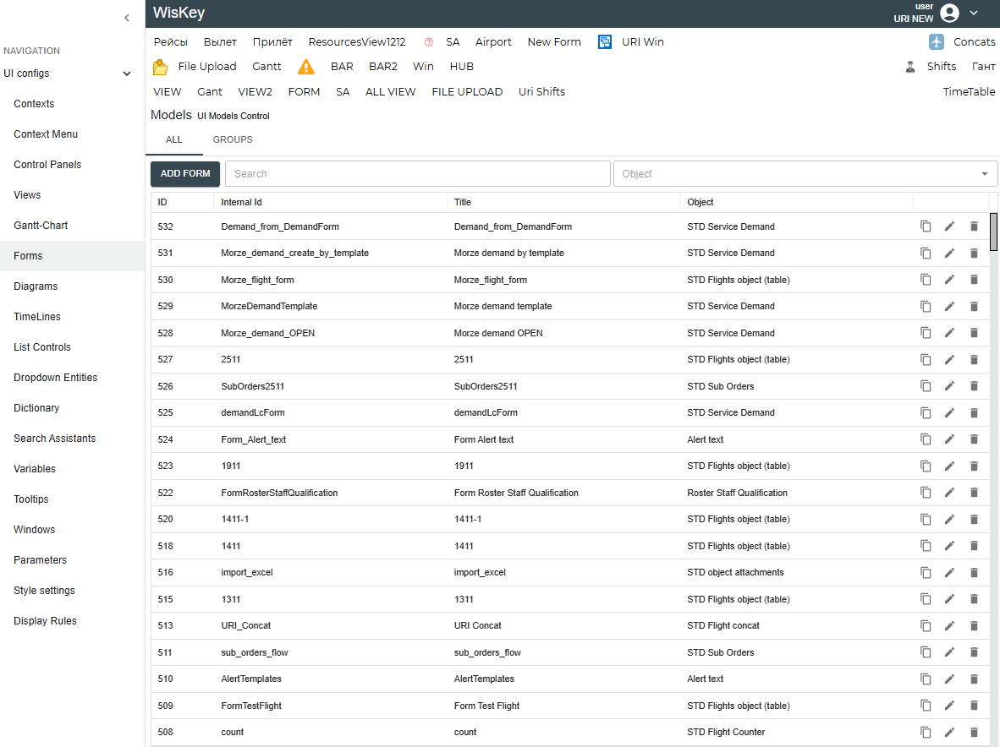 WisKey
user
URI NEW
NAVIGATION
UI configs
Contexts
Context Menu
Control Panels
Views
Gantt-Chart
Forms
Diagrams
TimeLines
List Controls
Dropdown Entities
Dictionary
Search Assistants
Variables
Tooltips
Windows
Parameters
Style settings
Display Rules
Рейсы Вылет Прилёт ResourcesView1212 SA Airport New Form URI Win Concats
File Upload Gantt BAR BAR2 Win HUB Shifts Гант
VIEW Gant VIEW2 FORM SA ALL VIEW FILE UPLOAD Uri Shifts TimeTable
Models UI Models Control
ALL GROUPS
ADD FORM Search Object
ID Internal Id Title Object
532 Demand_from_DemandForm Demand_from_DemandForm STD Service Demand
531 Morze_demand_create_by_template Morze demand by template STD Service Demand
530 Morze_flight_form Morze_flight_form STD Flights object (table)
529 MorzeDemandTemplate Morze demand template STD Service Demand
528 Morze_demand_OPEN Morze demand OPEN STD Service Demand
527 2511 2511 STD Flights object (table)
526 SubOrders2511 SubOrders2511 STD Sub Orders
525 demandLcForm demandLcForm STD Service Demand
524 Form_Alert_text Form Alert text Alert text
523 1911 1911 STD Flights object (table)
522 FormRosterStaffQualification Form Roster Staff Qualification Roster Staff Qualification
520 1411-1 1411-1 STD Flights object (table)
518 1411 1411 STD Flights object (table)
516 import_excel import_excel STD object attachments
515 1311 1311 STD Flights object (table)
513 URI_Concat URI Concat STD Flight concat
511 sub_orders_flow sub_orders_flow STD Sub Orders
510 AlertTemplates AlertTemplates Alert text
509 FormTestFlight Form Test Flight STD Flights object (table)
508 count count STD Flight Counter